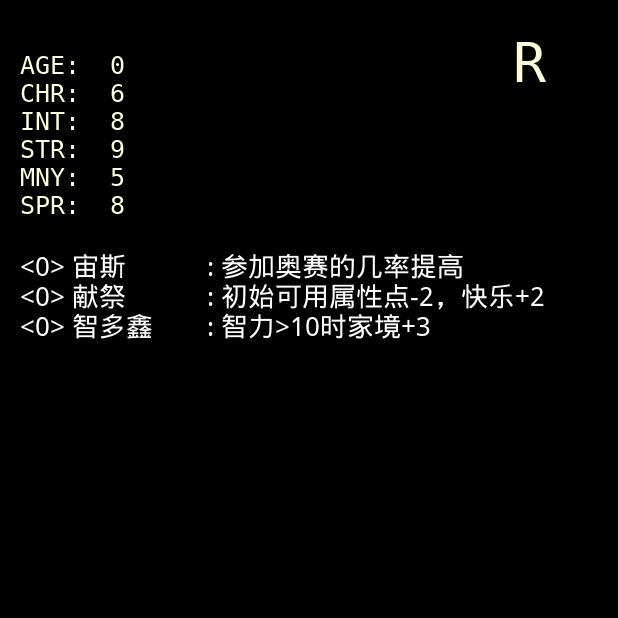 R
AGE: 0
CHR: 6
INT: 8
STR: 9
MNY: 5
SPR: 8
<0> 宙斯 : 参加奥赛的几率提高
<0> 献祭 : 初始可用属性点-2，快乐+2
<0> 智多鑫 : 智力>10时家境+3